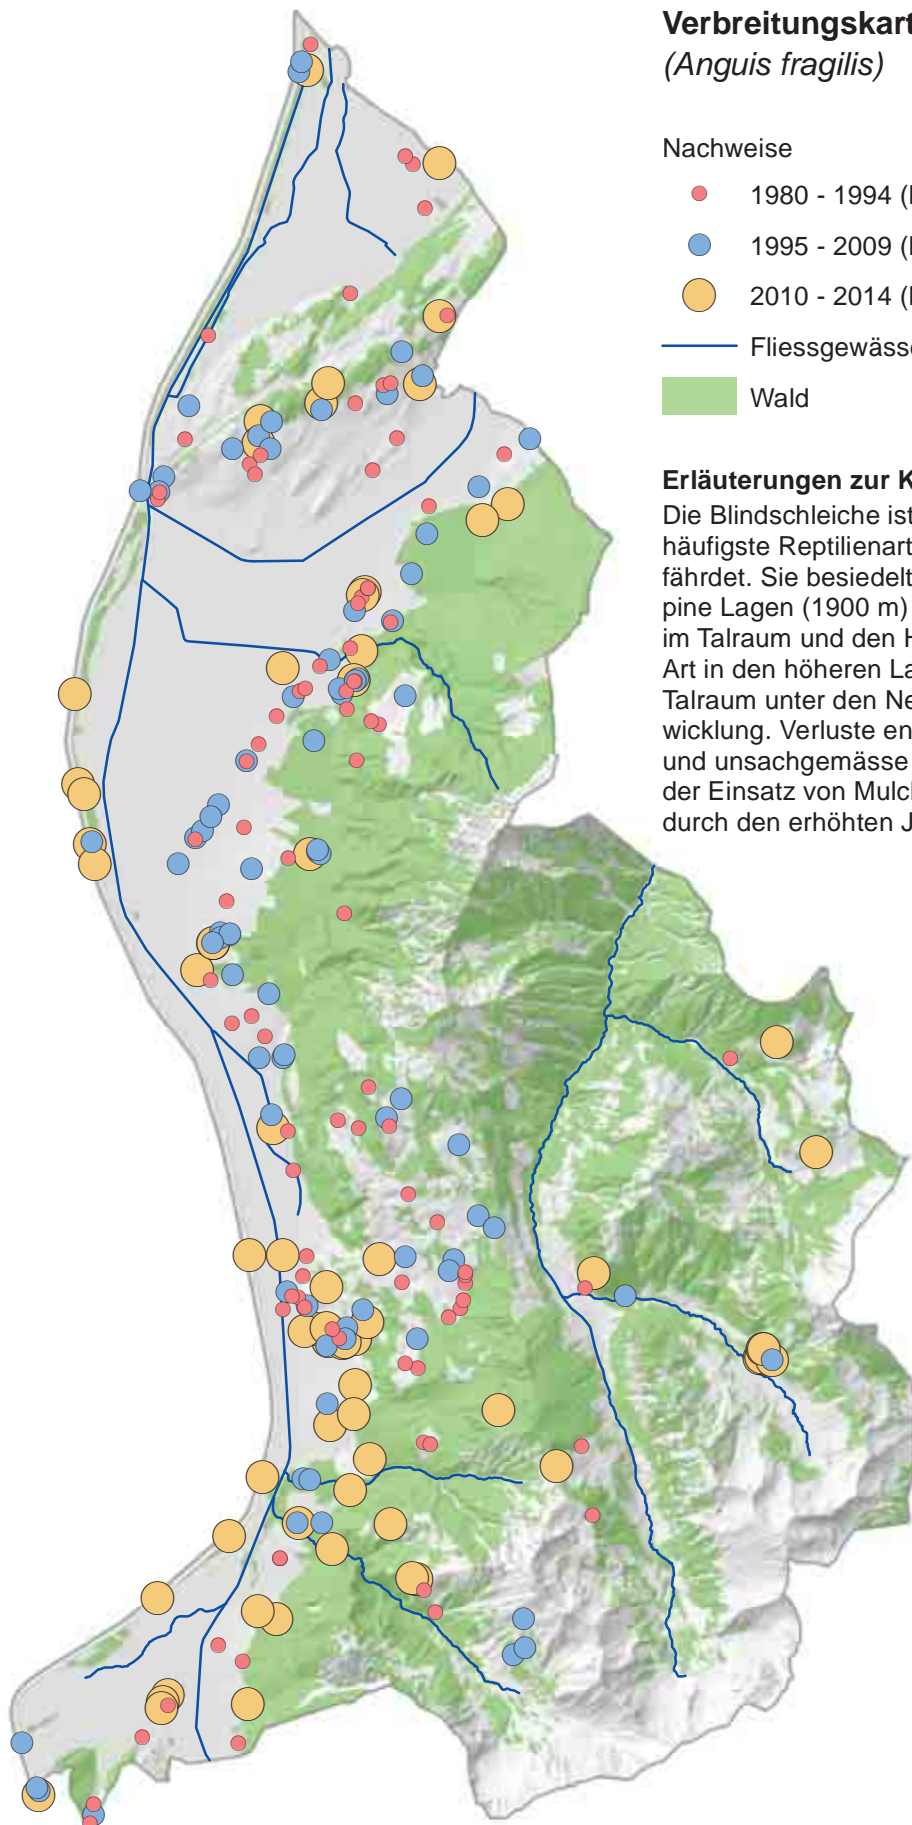 Verbreitungskart
(Anguis fragilis)
Nachweise
1980 - 1994 (
1995 - 2009 (
2010 - 2014 (
Fliessgewässe
Wald
Erläuterungen zur K
Die Blindschleiche ist
häufigste Reptilienart
fährdet. Sie besiedelt
pine Lagen (1900 m)
im Talraum und den H
Art in den höheren La
Talraum unter den Ne
wicklung. Verluste en
und unsachgemässe
der Einsatz von Mulc
durch den erhöhten J